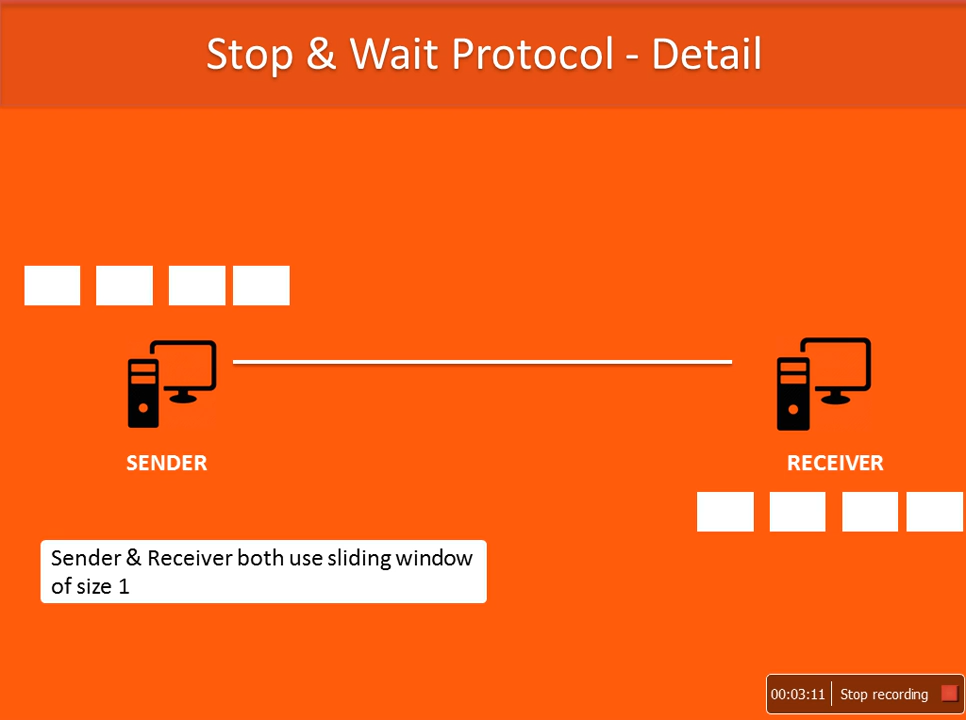 Stop & Wait Protocol - Detail
SENDER
RECEIVER
Sender & Receiver both use sliding window
of size 1
00:03:11 Stop recording